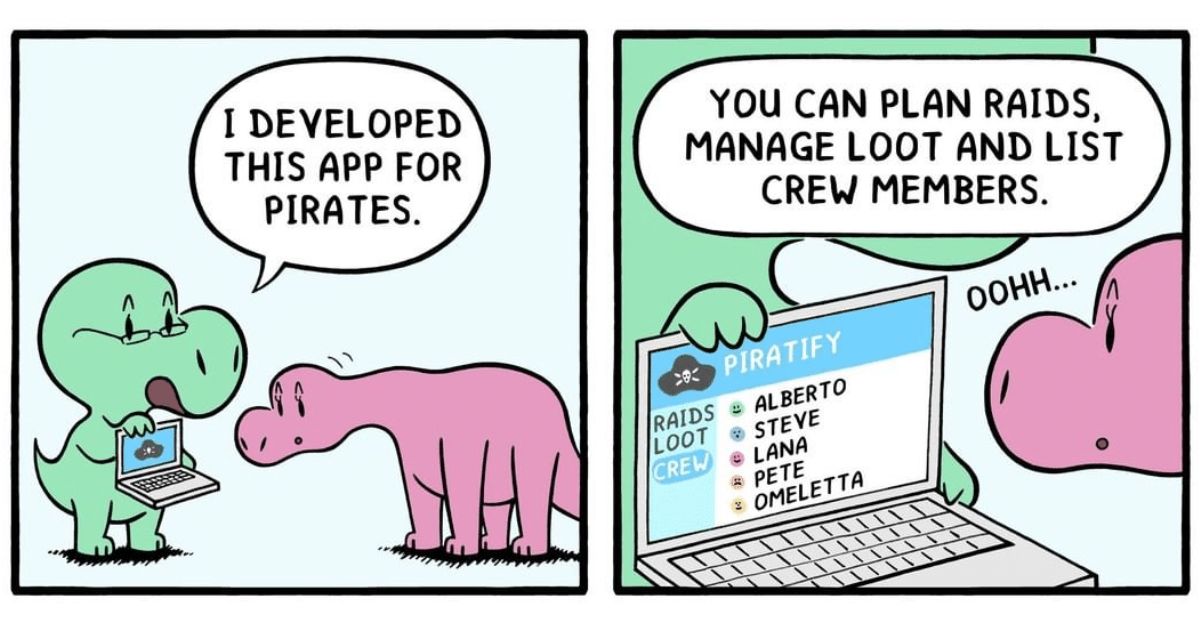 I DEVELOPED
THIS APP FOR
PIRATES.
YOU CAN PLAN RAIDS,
MANAGE LOOT AND LIST
CREW MEMBERS.
OOHH...
PIRATIFY
RAIDS
LOOT
CREW
ALBERTO
STEVE
LANA
PETE
OMELETTA